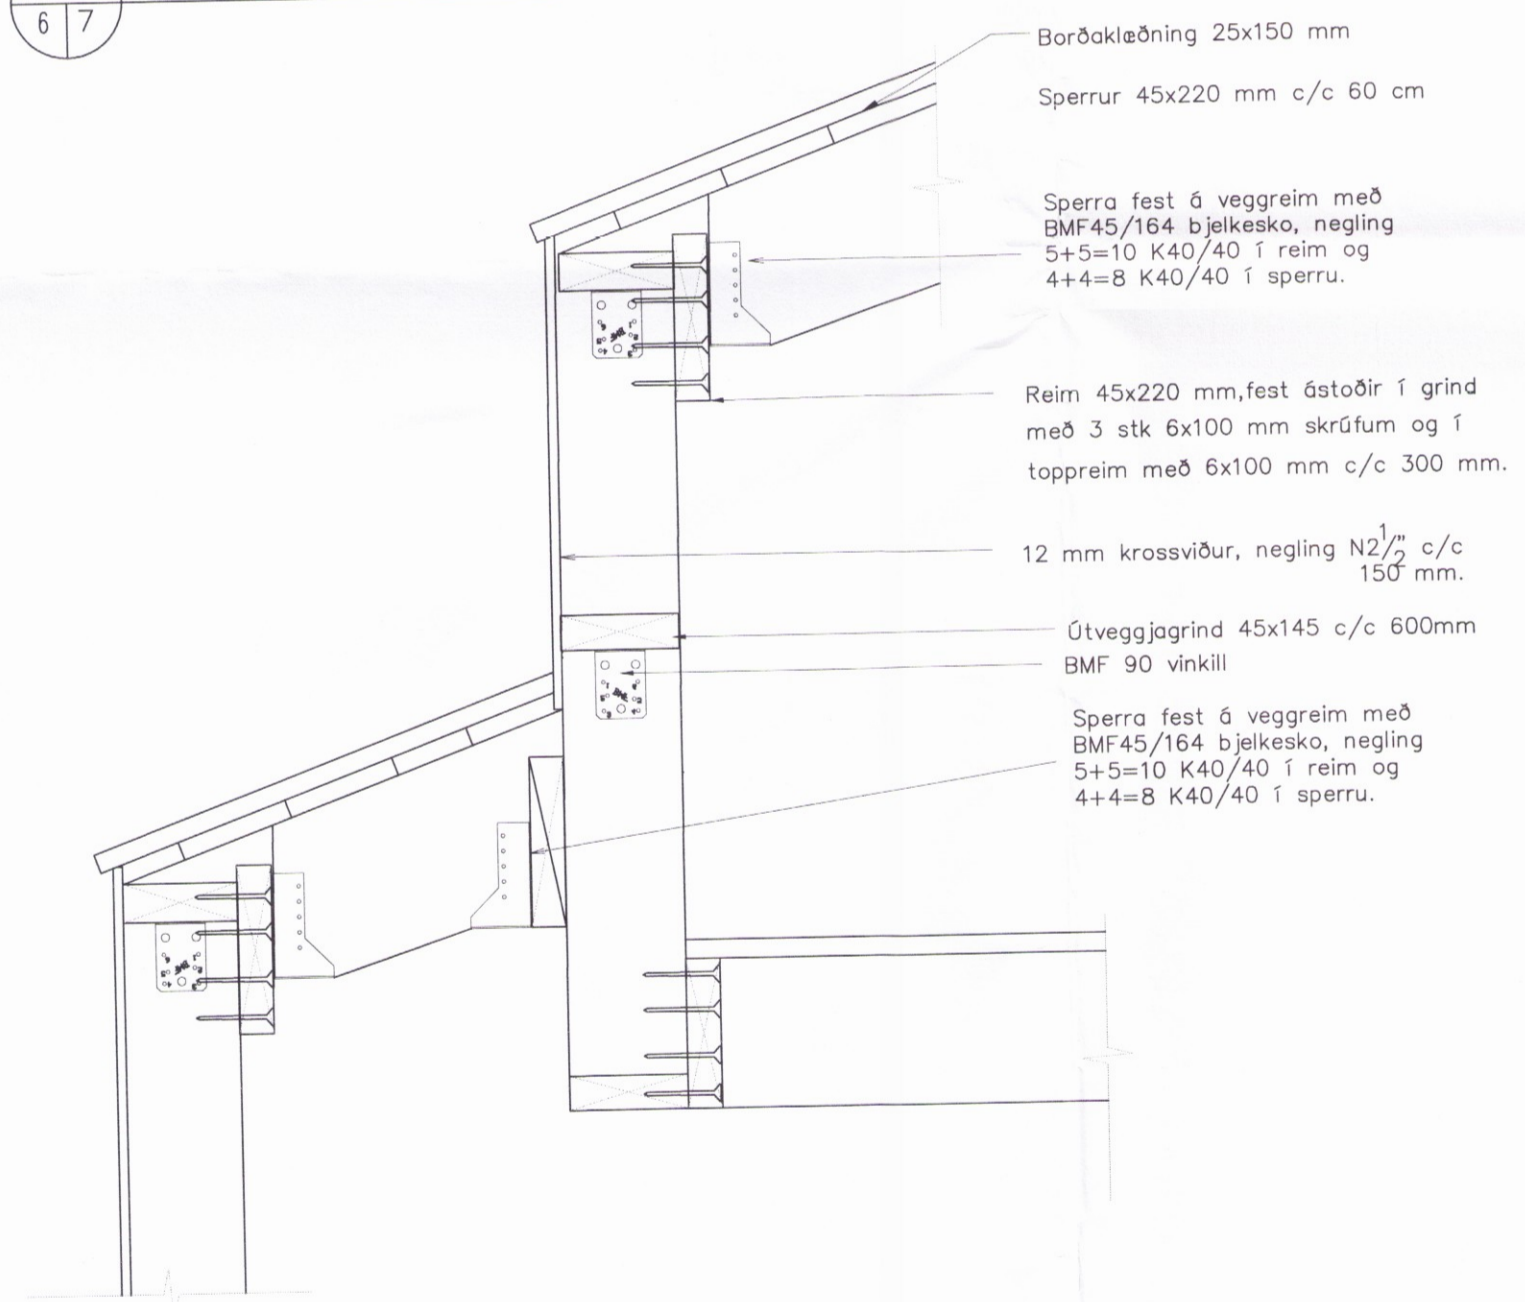 6 7
Borðaklæðning 25x150 mm
Sperrur 45x220 mm c/c 60 cm
Sperra fest á veggreim með
BMF45/164 bjelkesko, negling
5+5=10 K40/40 í reim og
4+4=8 K40/40 í sperru.
Reim 45x220 mm,fest ástoðir í grind
með 3 stk 6x100 mm skrúfum og í
toppreim með 6x100 mm c/c 300 mm.
12 mm krossviður, negling N2 1/2" c/c
150 mm.
Útveggjagrind 45x145 c/c 600mm
BMF 90 vinkill
Sperra fest á veggreim með
BMF45/164 bjelkesko, negling
5+5=10 K40/40 í reim og
4+4=8 K40/40 í sperru.